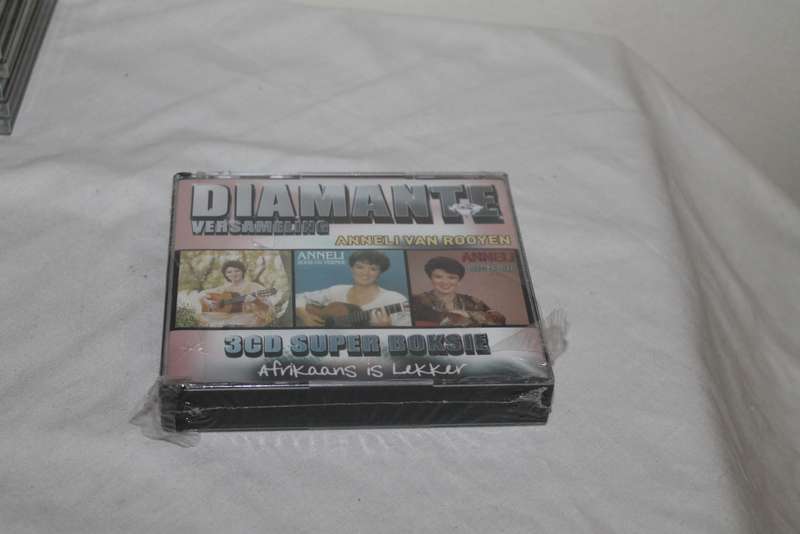 DIAMANTE
VERSAMELING
ANNELI VAN ROOYEN
ANNELI
ANNELI
3CD SUPER BOKSIE
Afrikaans is Lekker